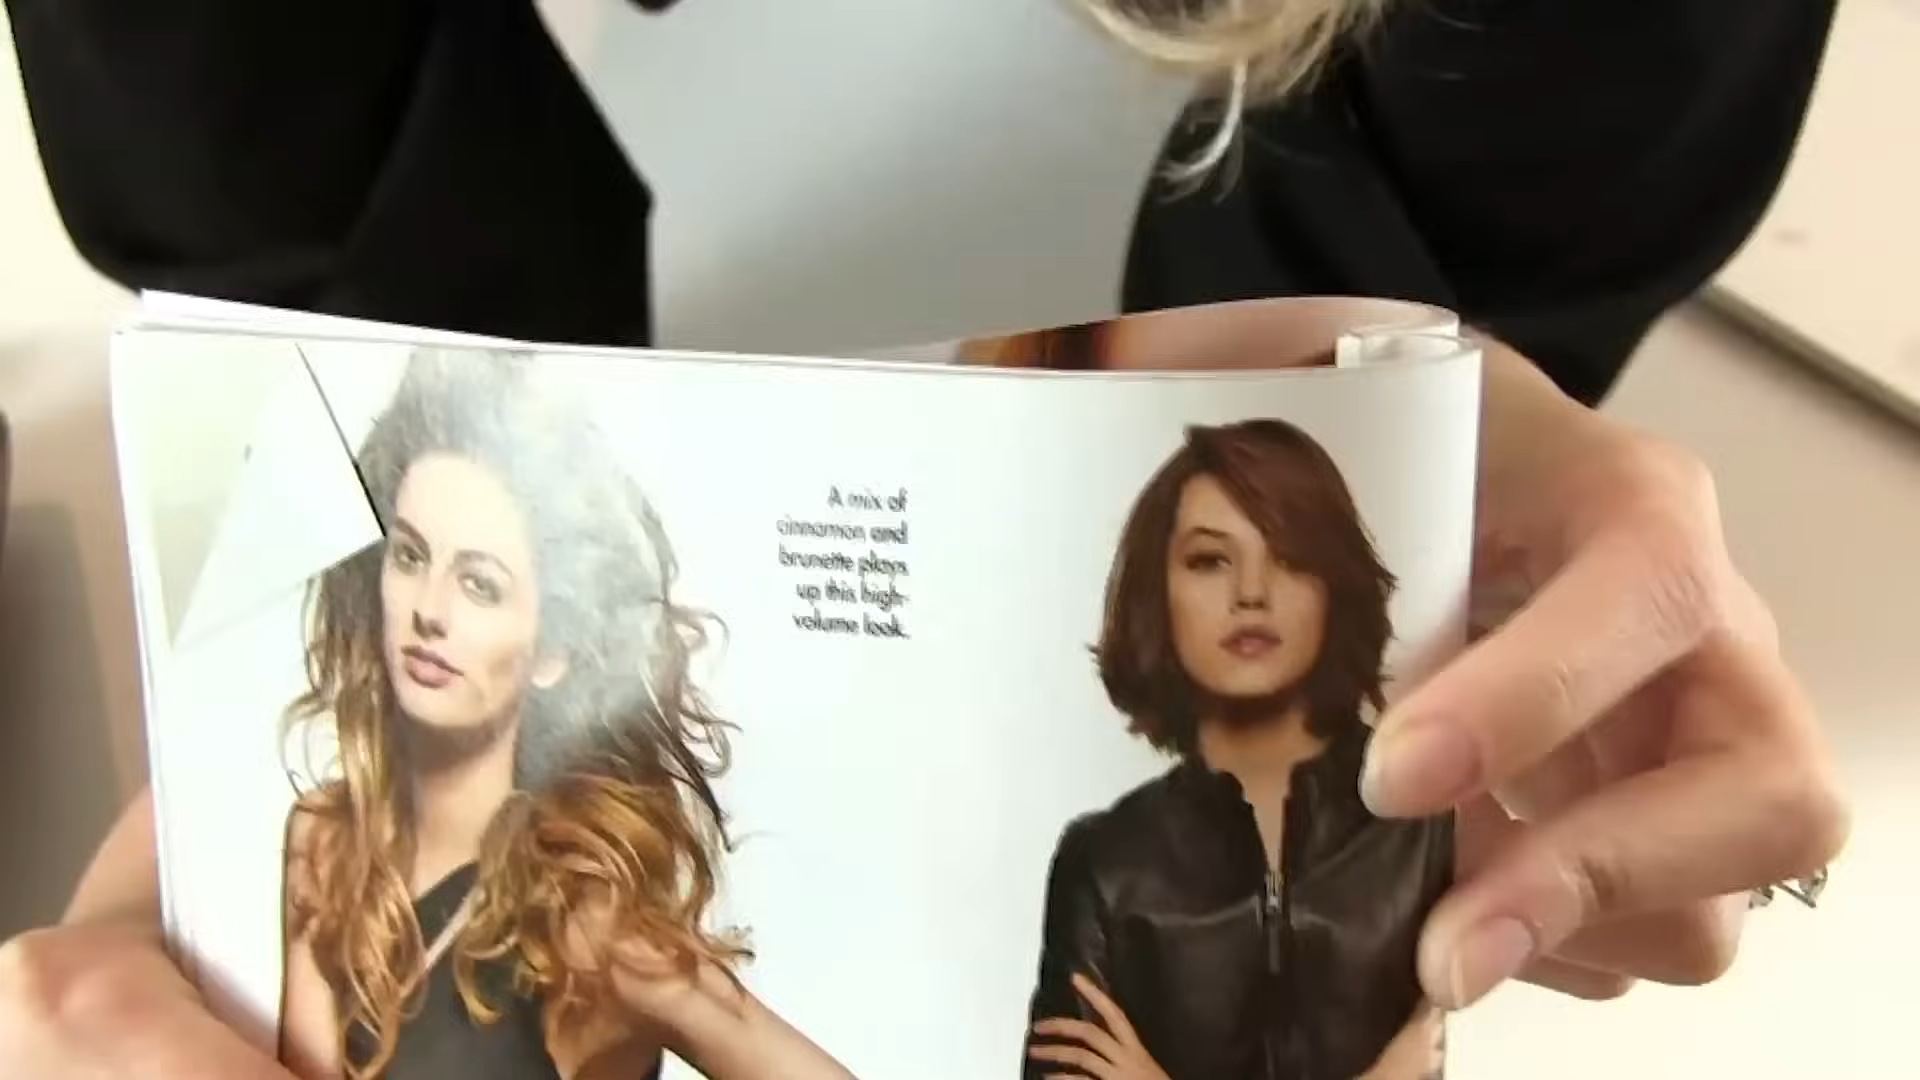 A mix of
cinnamon and
brunette plays
up this high-
volume look.